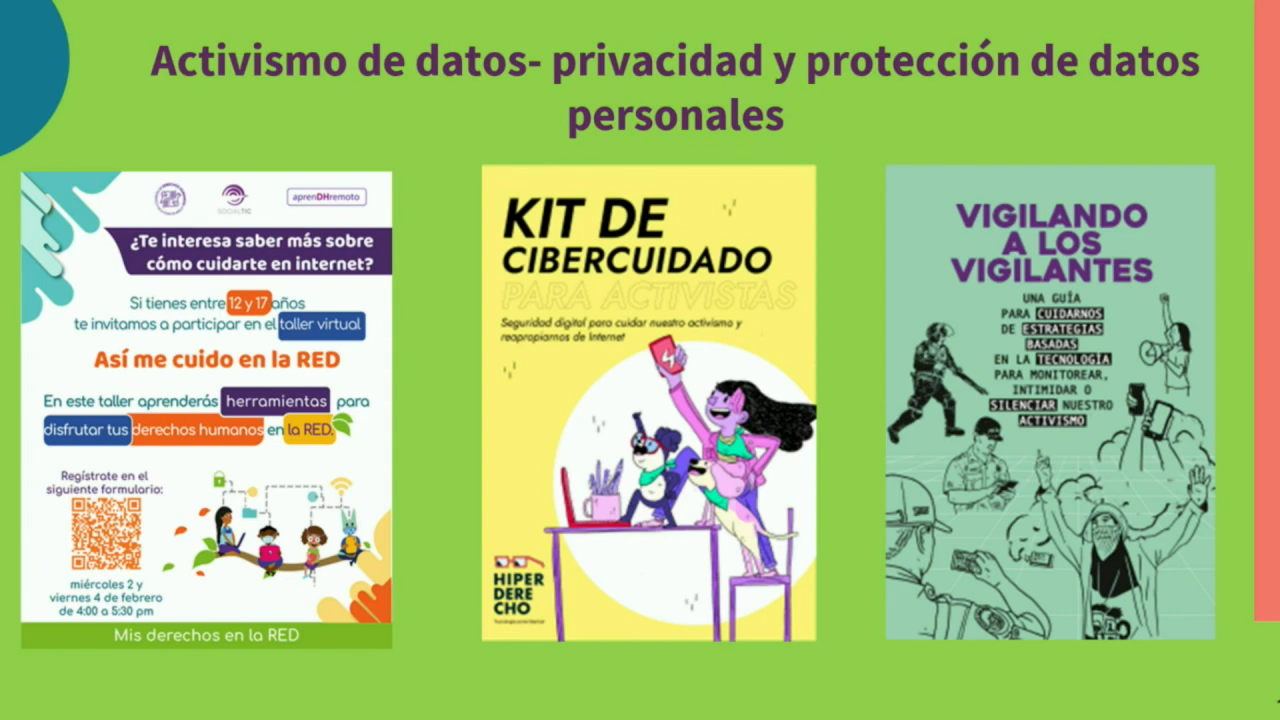 Activismo de datos- privacidad y protección de datos
personales
SOCIALTIC
aprenDHremoto
¿Te interesa saber más sobre
cómo cuidarte en internet?
Si tienes entre 12 y 17 años
te invitamos a participar en el taller virtual
Así me cuido en la RED
En este taller aprenderás herramientas para
disfrutar tus derechos humanos en la RED.
Regístrate en el
siguiente formulario:
miércoles 2 y
viernes 4 de febrero
de 4:00 a 5:30 pm
Mis derechos en la RED
KIT DE
CIBERCUIDADO
PARA ACTIVISTAS
Seguridad digital para cuidar nuestro activismo y
reapropiarnos de Internet
HIPER
DERE
CHO
VIGILANDO
A LOS
VIGILANTES
UNA GUÍA
PARA CUIDARNOS
DE ESTRATEGIAS
BASADAS
EN LA TECNOLOGÍA
PARA MONITOREAR,
INTIMIDAR O
SILENCIAR NUESTRO
ACTIVISMO